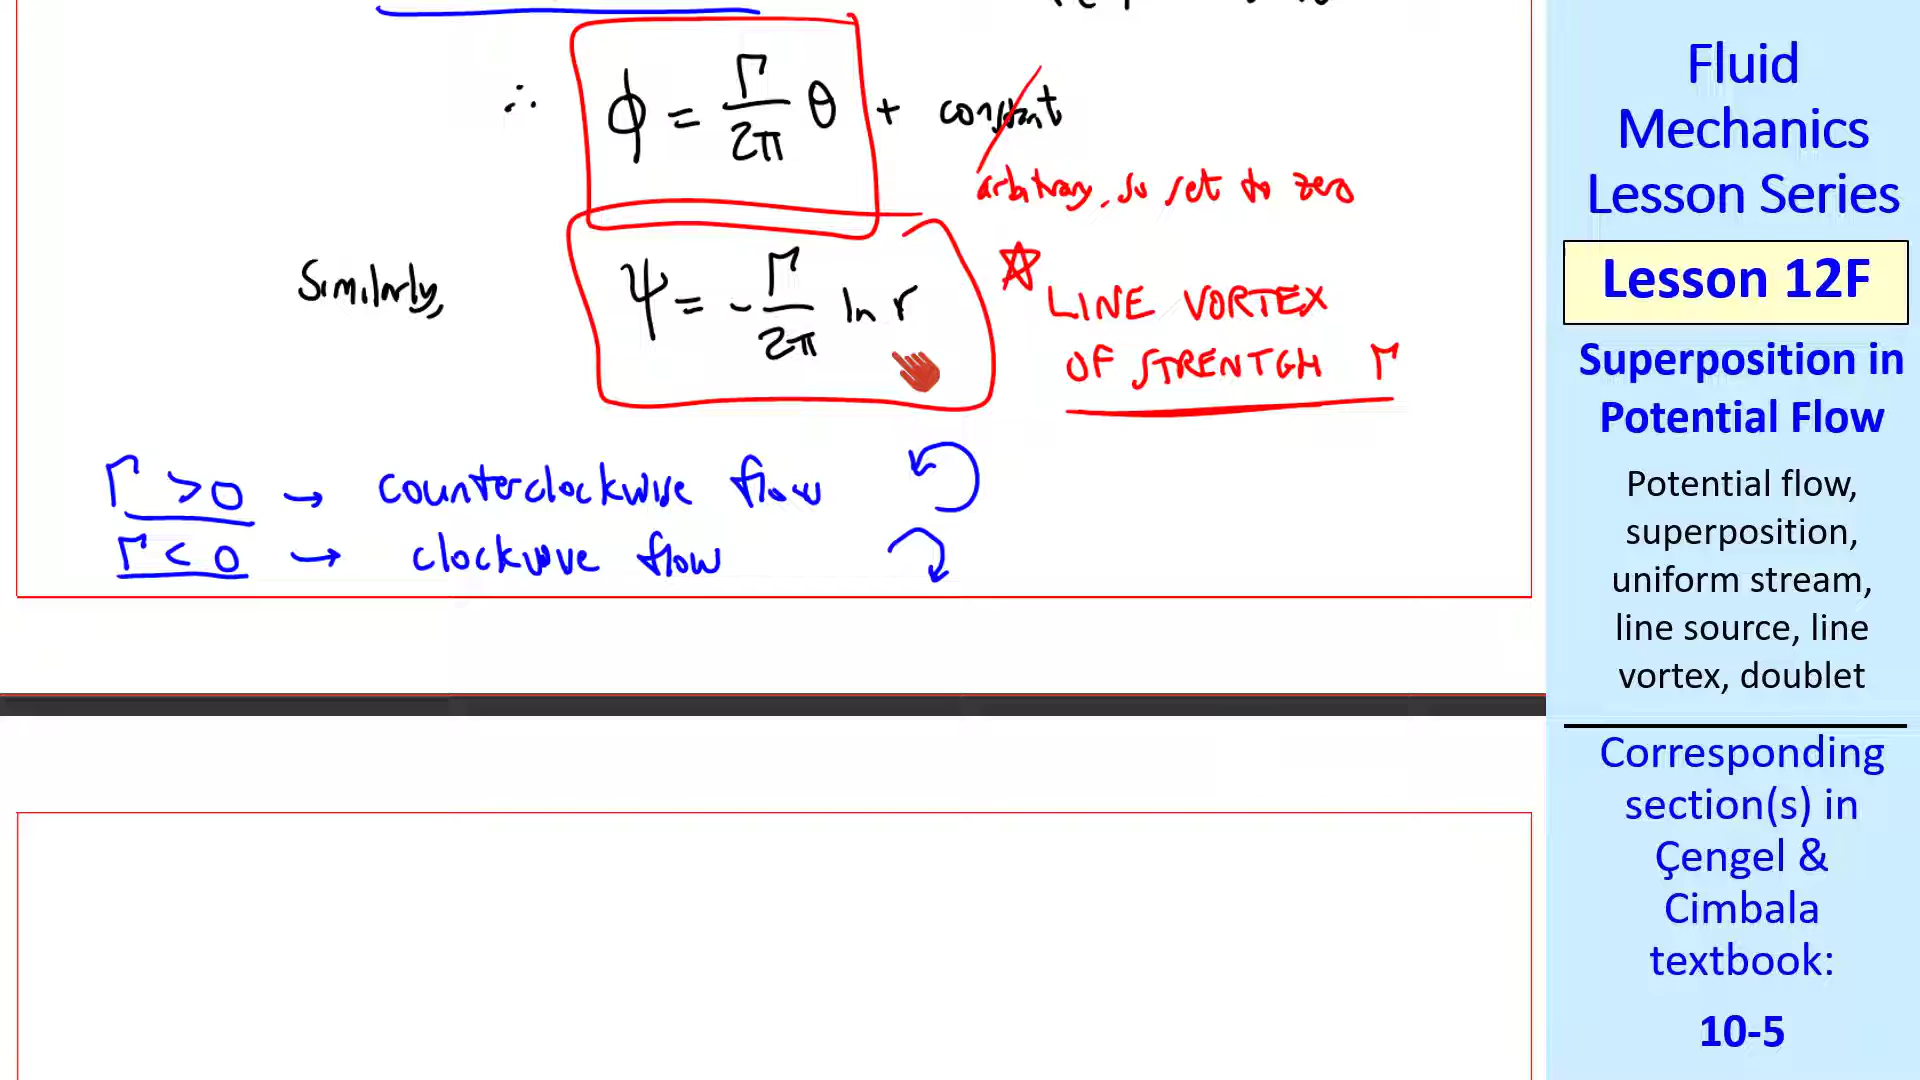 ∴ ϕ = Γ/2π θ + constant
arbitrary, so set to zero
Similarly, ψ = - Γ/2π ln r
LINE VORTEX
OF STRENTGH Γ
Γ > 0 → counterclockwise flow
Γ < 0 → clockwise flow
Fluid
Mechanics
Lesson Series
Lesson 12F
Superposition in
Potential Flow
Potential flow,
superposition,
uniform stream,
line source, line
vortex, doublet
Corresponding
section(s) in
Çengel &
Cimbala
textbook:
10-5